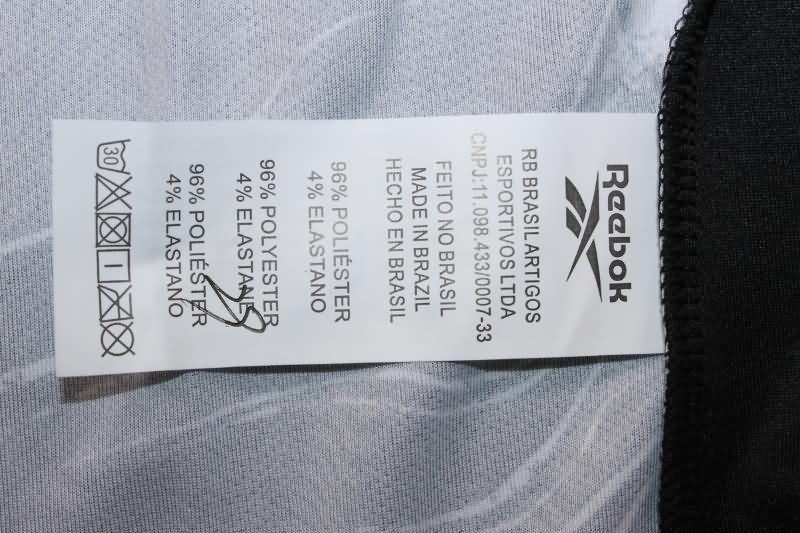 Reebok
RB BRASIL ARTIGOS
ESPORTIVOS LTDA
CNPJ:11.098.433/0007-33
FEITO NO BRASIL
MADE IN BRAZIL
HECHO EN BRASIL
96% POLIÉSTER
4% ELASTANO
96% POLYESTER
4% ELASTANE
96% POLIÉSTER
4% ELASTANO
30